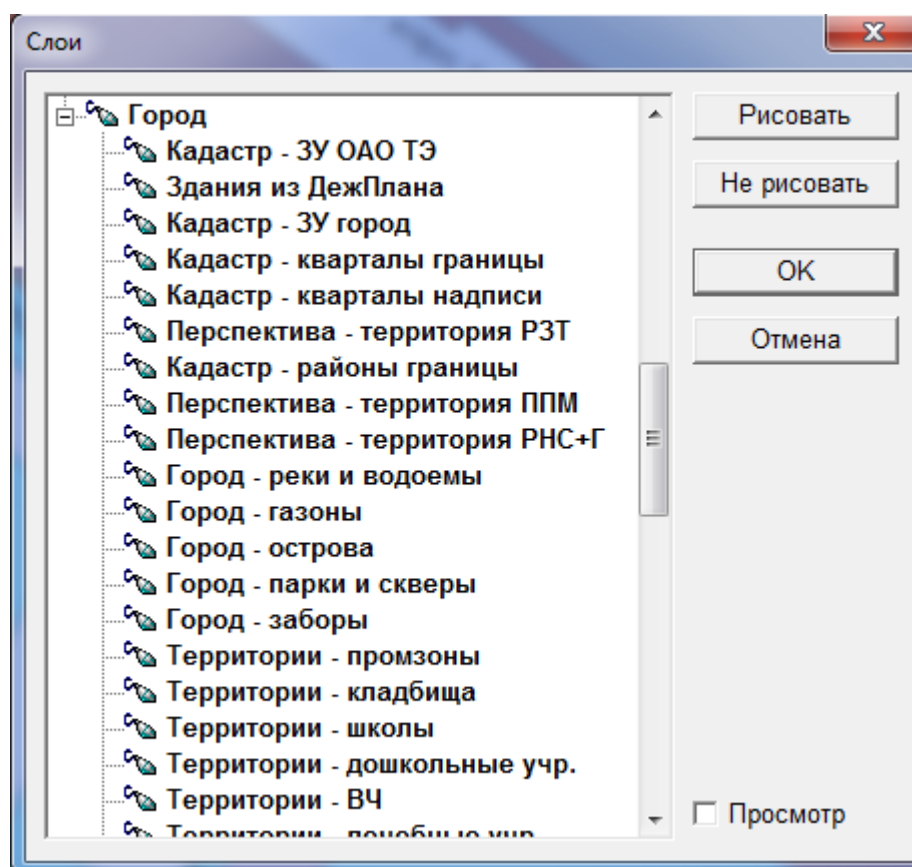 Слои
Город
Кадастр - ЗУ ОАО ТЭ
Здания из ДежПлана
Кадастр - ЗУ город
Кадастр - кварталы границы
Кадастр - кварталы надписи
Перспектива - территория РЗТ
Кадастр - районы границы
Перспектива - территория ППМ
Перспектива - территория РНС+Г
Город - реки и водоемы
Город - газоны
Город - острова
Город - парки и скверы
Город - заборы
Территории - промзоны
Территории - кладбища
Территории - школы
Территории - дошкольные учр.
Территории - ВЧ
Территории - лечебные учр.
Рисовать
Не рисовать
OK
Отмена
Просмотр